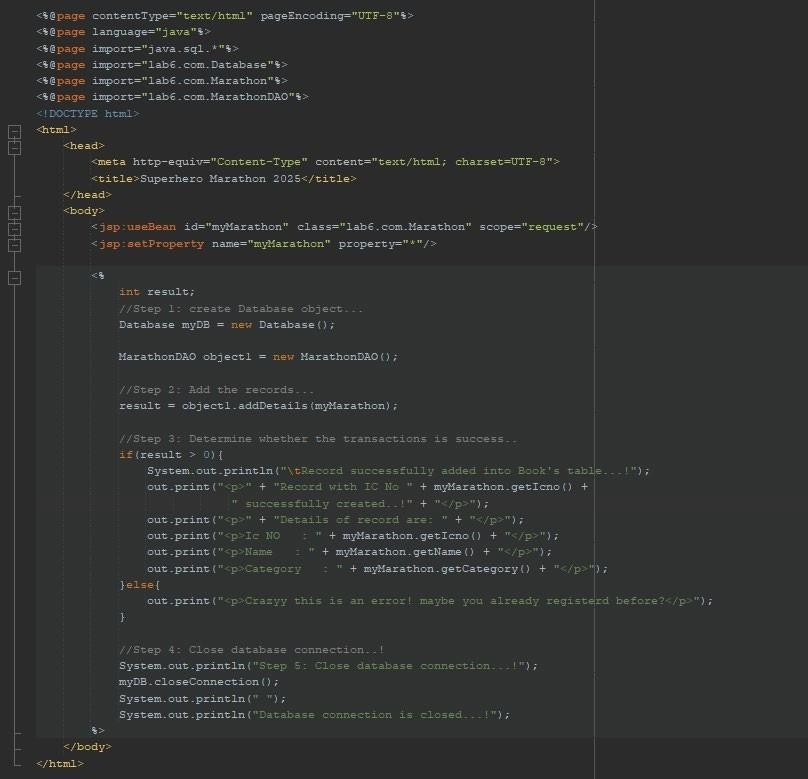 <%@page contentType="text/html" pageEncoding="UTF-8"%>
<%@page language="java"%>
<%@page import="java.sql.*"%>
<%@page import="lab6.com.Database"%>
<%@page import="lab6.com.Marathon"%>
<%@page import="lab6.com.MarathonDAO"%>
<!DOCTYPE html>
<html>
<head>
<meta http-equiv="Content-Type" content="text/html; charset=UTF-8">
<title>Superhero Marathon 2025</title>
</head>
<body>
<jsp:useBean id="myMarathon" class="lab6.com.Marathon" scope="request"/>
<jsp:setProperty name="myMarathon" property="*"/>
<%
int result;
//Step 1: create Database object...
Database myDB = new Database();
MarathonDAO object1 = new MarathonDAO();
//Step 2: Add the records...
result = object1.addDetails(myMarathon);
//Step 3: Determine whether the transactions is success..
if(result > 0){
System.out.println("\tRecord successfully added into Book's table...!");
out.print("<p>" + "Record with IC No " + myMarathon.getIcno() +
" successfully created..!" + "</p>");
out.print("<p>" + "Details of record are: " + "</p>");
out.print("<p>Ic NO   : " + myMarathon.getIcno() + "</p>");
out.print("<p>Name   : " + myMarathon.getName() + "</p>");
out.print("<p>Category   : " + myMarathon.getCategory() + "</p>");
}else{
out.print("<p>Crazyy this is an error! maybe you already registerd before?</p>");
}
//Step 4: Close database connection..!
System.out.println("Step 5: Close database connection...!");
myDB.closeConnection();
System.out.println(" ");
System.out.println("Database connection is closed...!");
%>
</body>
</html>